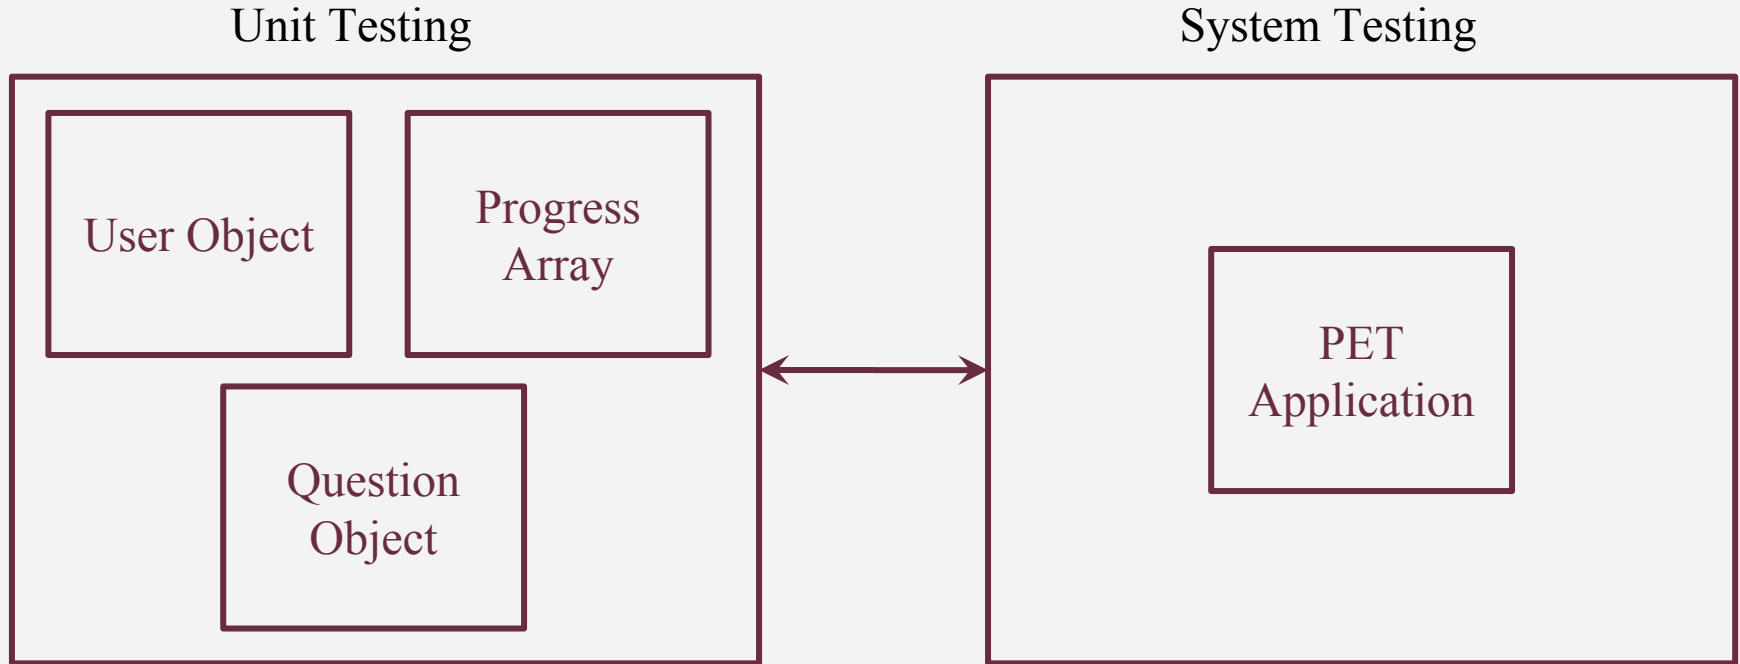 Unit Testing
System Testing
User Object
Progress
Array
Question
Object
PET
Application